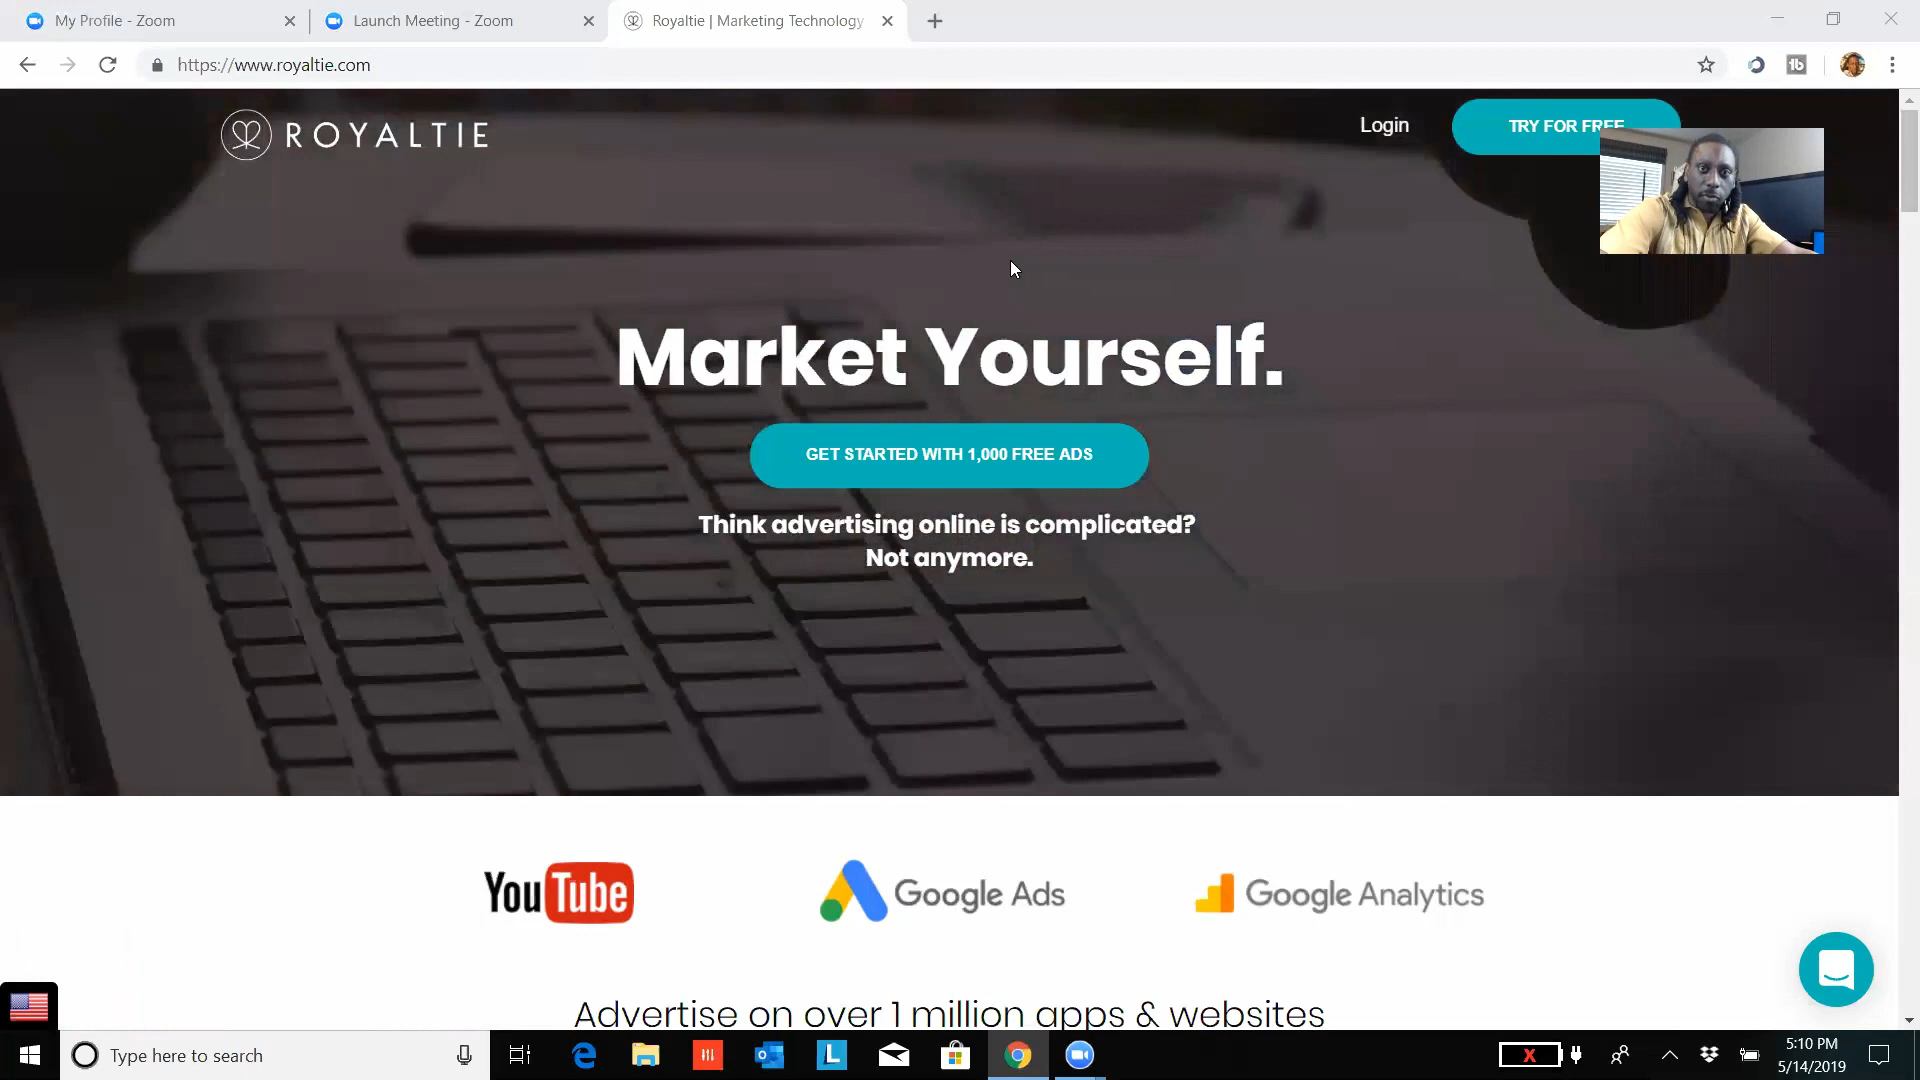 My Profile - Zoom
Launch Meeting - Zoom
Royaltie | Marketing Technology
https://www.royaltie.com
ROYALTIE
Login
TRY FOR FREE
Market Yourself.
GET STARTED WITH 1,000 FREE ADS
Think advertising online is complicated?
Not anymore.
YouTube
Google Ads
Google Analytics
Advertise on over 1 million apps & websites
Type here to search
5:10 PM
5/14/2019